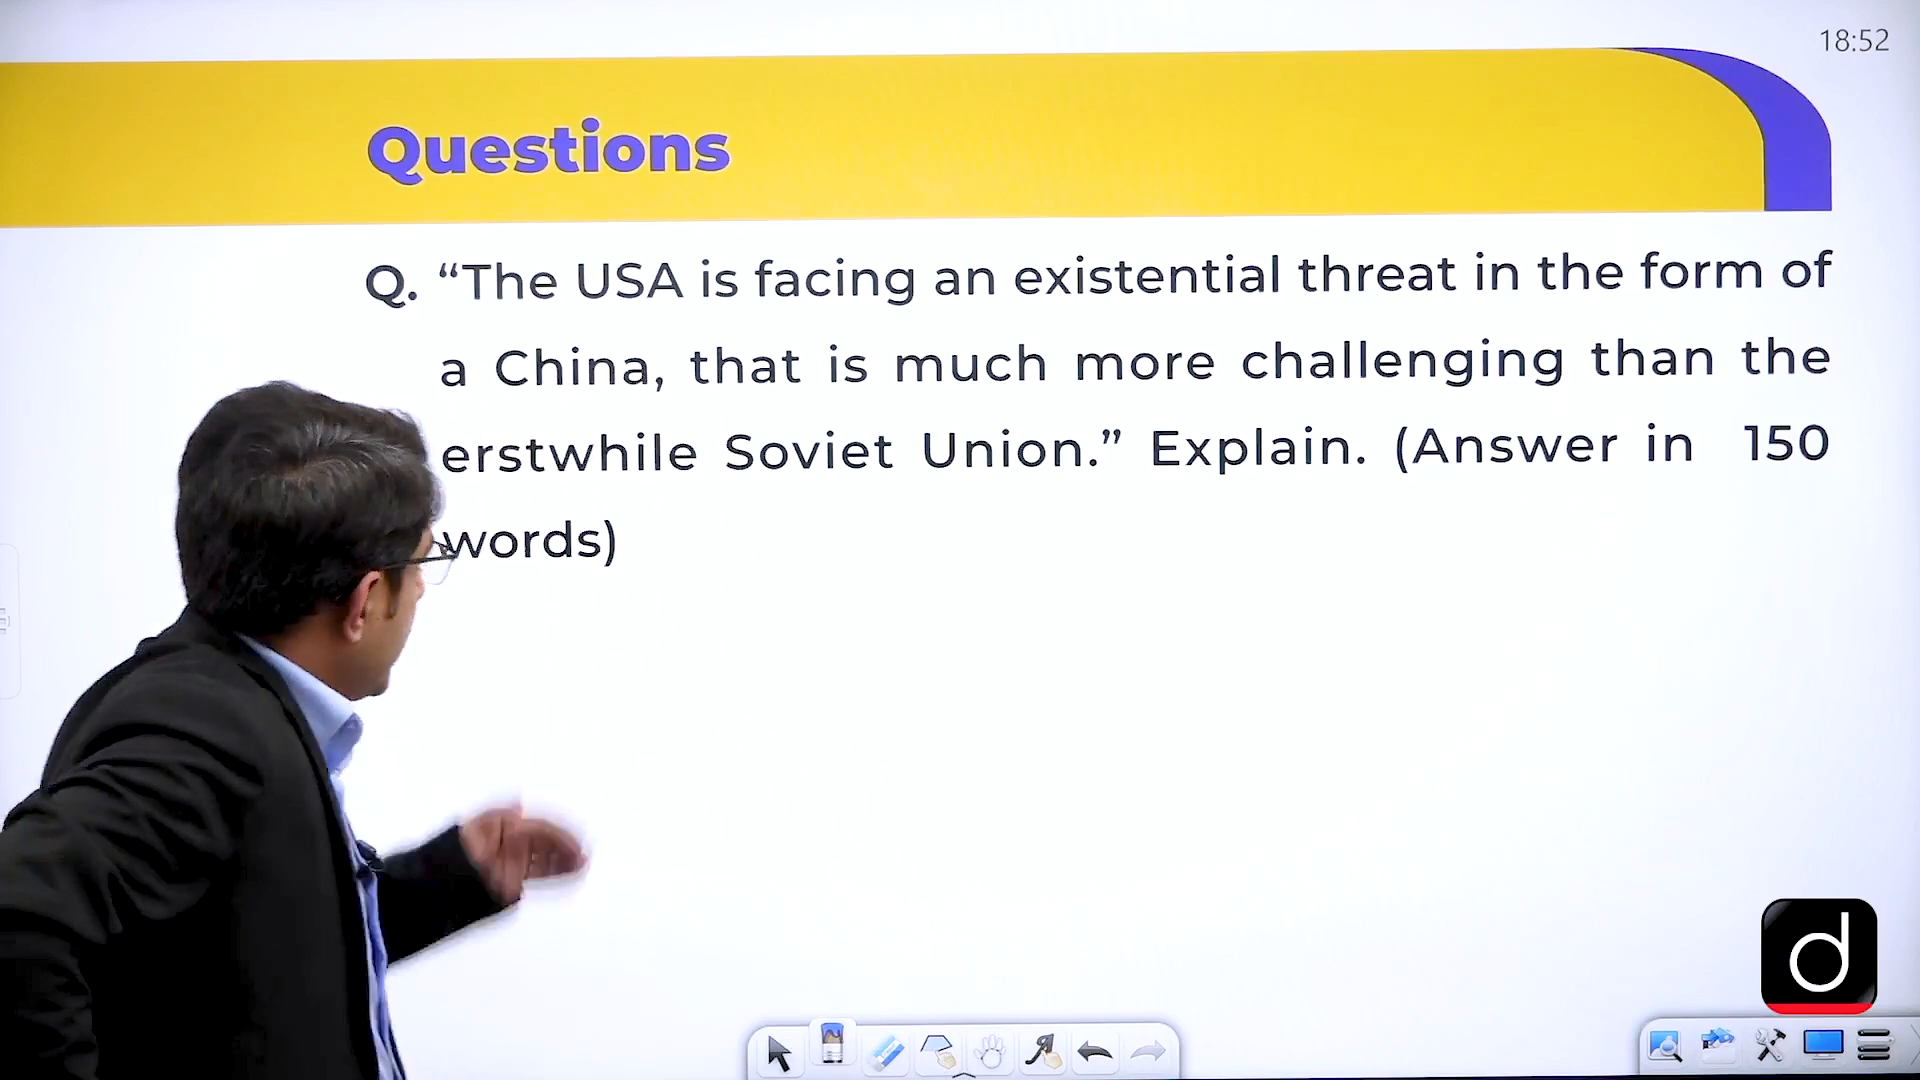 18:52
Questions
Q. “The USA is facing an existential threat in the form of
a China, that is much more challenging than the
erstwhile Soviet Union.” Explain. (Answer in 150
words)
d